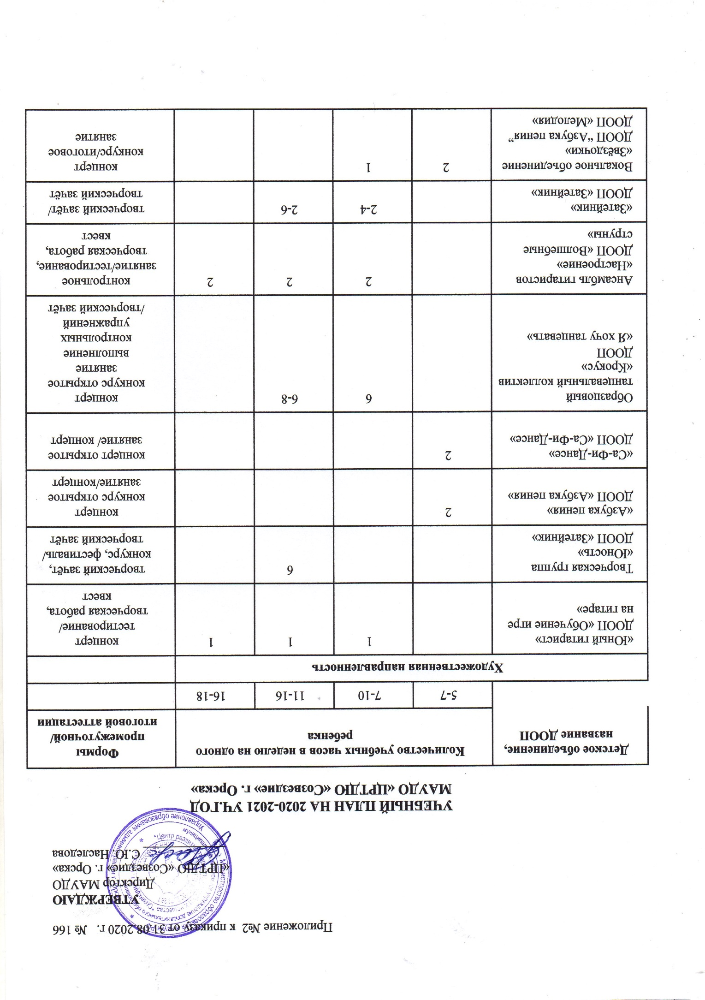 Приложение №2 к приказу от 31.08.2020 г. № 166
УТВЕРЖДАЮ
Директор МАУДО
«ЦРТДЮ «Созвездие» г. Орска»
С.Ю. Наследова
УЧЕБНЫЙ ПЛАН НА 2020-2021 УЧ.ГОД
МАУДО «ЦРТДЮ «Созвездие» г. Орска»
Детское объединение,
название ДООП
Количество учебных часов в неделю на одного
ребенка
Формы
промежуточной/
итоговой аттестации
5-7 7-10 11-16 16-18
Художественная направленность
«Юный гитарист»
ДООП «Обучение игре
на гитаре»
1 1 1
концерт
тестирование/
творческая работа,
квест
Творческая группа
«Юность»
ДООП «Затейник»
6
творческий зачёт,
конкурс, фестиваль/
творческий зачёт
«Азбука пения»
ДООП «Азбука пения»
2
концерт
конкурс открытое
занятие/концерт
«Са-Фи-Дансе»
ДООП «Са-Фи-Дансе»
2
концерт открытое
занятие/ концерт
Образцовый
танцевальный коллектив
«Крокус»
ДООП
«Я хочу танцевать»
6 6-8
концерт
конкурс открытое
занятие
выполнение
контрольных
упражнений
/творческий зачёт
Ансамбль гитаристов
«Настроение»
ДООП «Волшебные
струны»
2 2 2
контрольное
занятие/тестирование,
творческая работа,
квест
«Затейник»
ДООП «Затейник»
2-4 2-6
творческий зачёт/
творческий зачёт
Вокальное объединение
«Звёздочки»
ДООП “Азбука пения”
ДООП «Мелодия»
2 1
концерт
конкурс/итоговое
занятие